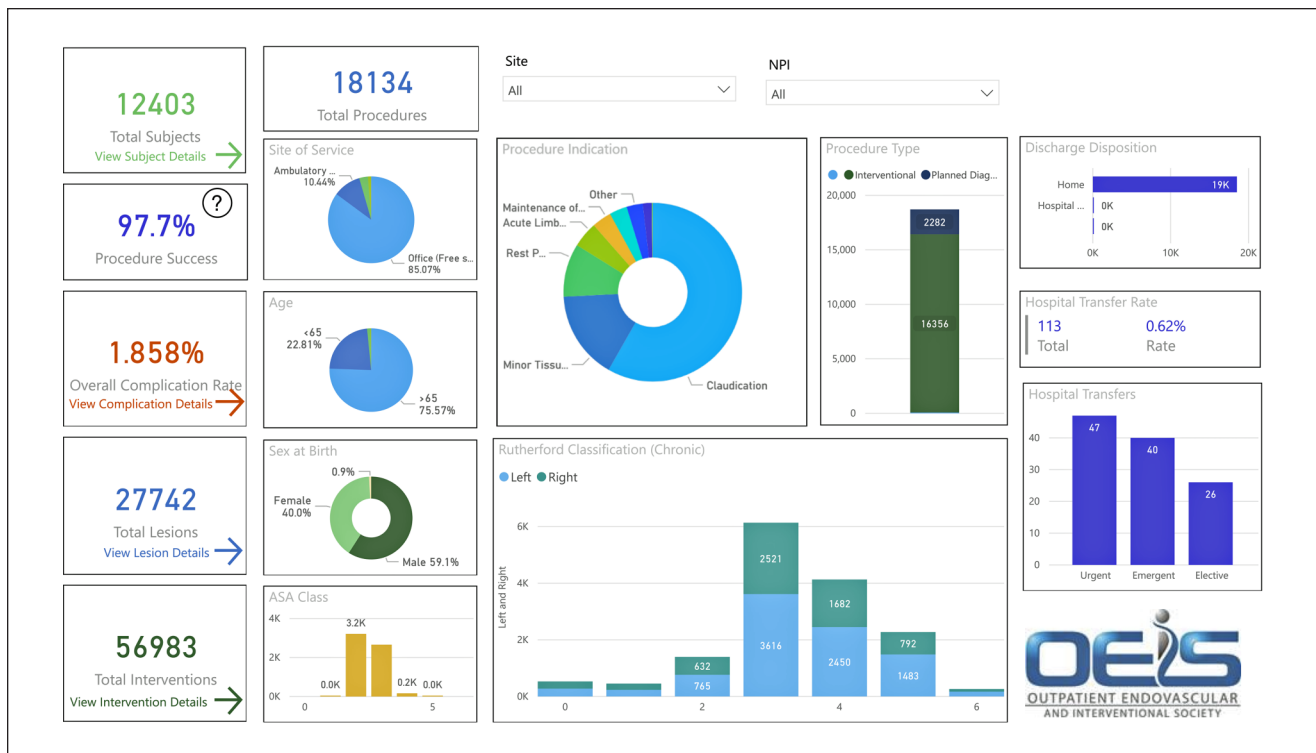 12403
Total Subjects
View Subject Details
97.7%
?
Procedure Success
1.858%
Overall Complication Rate
View Complication Details
27742
Total Lesions
View Lesion Details
56983
Total Interventions
View Intervention Details
18134
Total Procedures
Site
All
NPI
All
Site of Service
Ambulatory ...
10.44%
Office (Free s...
85.07%
Age
<65
22.81%
>65
75.57%
Sex at Birth
0.9%
Female
40.0%
Male 59.1%
ASA Class
4K
2K
0K
0.0K
3.2K
0.2K
0.0K
0
5
Procedure Indication
Other
Maintenance of...
Acute Limb...
Rest P...
Minor Tissu...
Claudication
Procedure Type
Interventional
Planned Diag...
20,000
15,000
10,000
5,000
0
2282
16356
Rutherford Classification (Chronic)
Left
Right
Left and Right
6K
4K
2K
0K
632
765
2521
3616
1682
2450
792
1483
0
2
4
6
Discharge Disposition
Home
19K
Hospital ...
0K
0K
0K
10K
20K
Hospital Transfer Rate
113
0.62%
Total
Rate
Hospital Transfers
40
30
20
10
0
47
40
26
Urgent
Emergent
Elective
OEiS
OUTPATIENT ENDOVASCULAR
AND INTERVENTIONAL SOCIETY